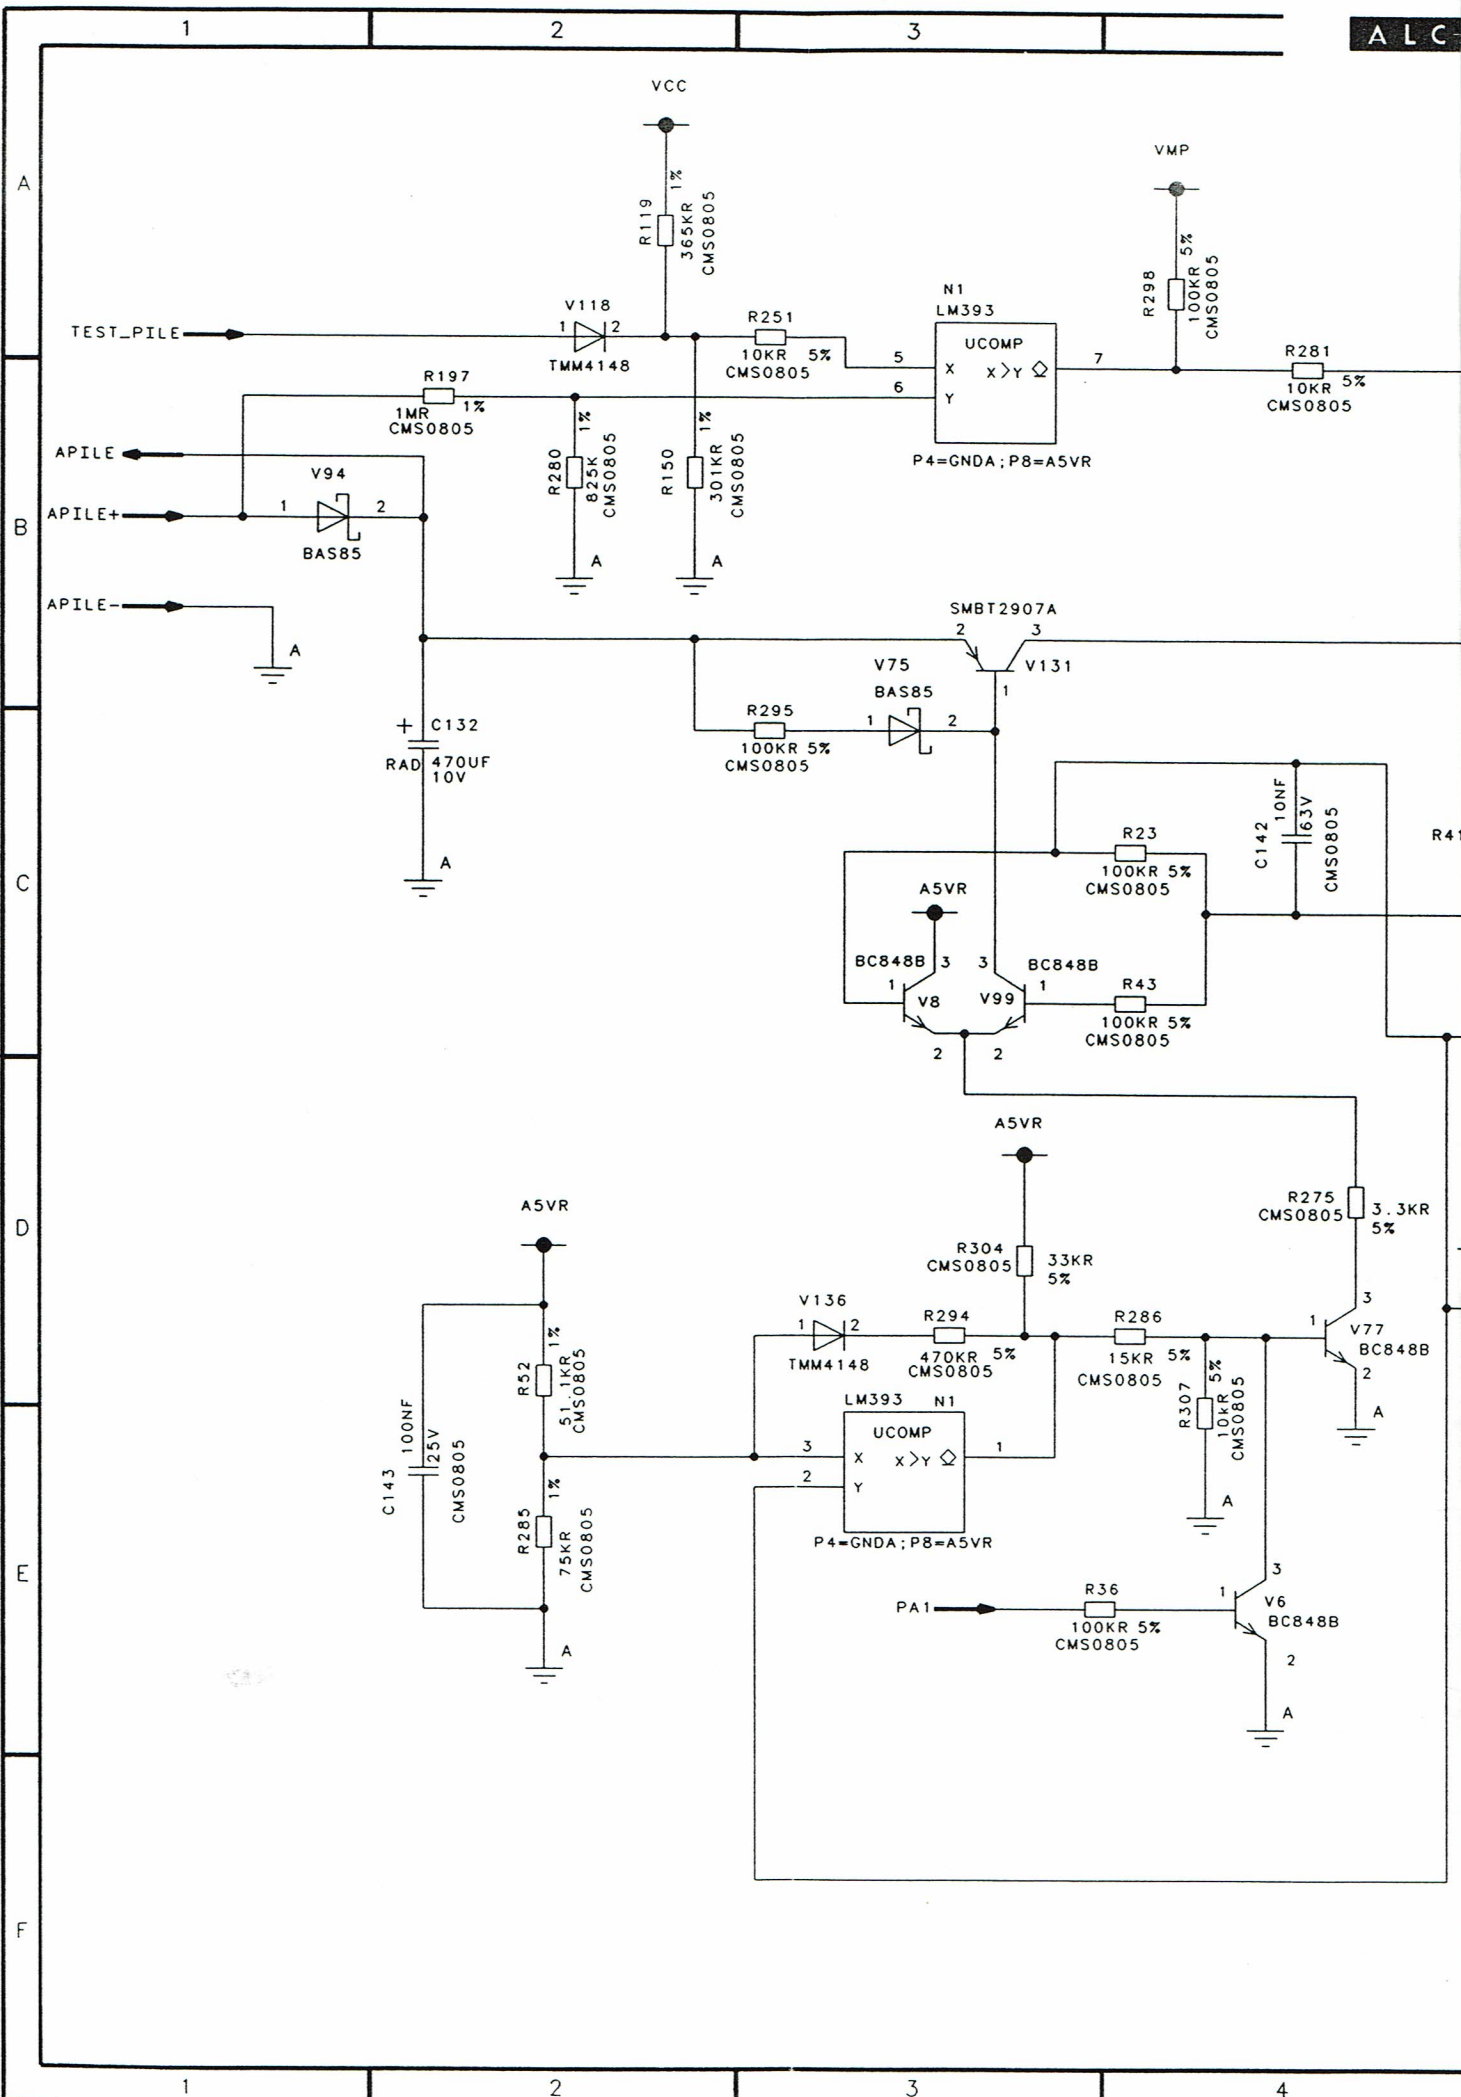 1
2
3
ALC-
VCC
VMP
A
R119
1%
365KR
CMS0805
R298
5%
100KR
CMS0805
N1
LM393
V118
TEST_PILE
1
2
TMM4148
R251
10KR 5%
CMS0805
UCOMP
5
X
X>Y
7
6
Y
P4=GNDA;P8=A5VR
R281
10KR 5%
CMS0805
R197
1MR 1%
CMS0805
APILE
V94
APILE+
1
2
BAS85
1%
R280
825K
CMS0805
A
1%
R150
301KR
CMS0805
A
B
APILE-
A
SMBT2907A
2
3
V131
1
V75
BAS85
1
2
R295
100KR 5%
CMS0805
+ C132
RAD 470UF
10V
A
C
R23
100KR 5%
CMS0805
C142
10NF
63V
CMS0805
R41
A5VR
BC848B
3
3
BC848B
1
V8
V99
1
2
2
R43
100KR 5%
CMS0805
D
A5VR
A5VR
R275
CMS0805
3.3KR
5%
R304
CMS0805
33KR
5%
V136
1
2
TMM4148
R294
470KR 5%
CMS0805
R286
15KR 5%
CMS0805
3
1
V77
BC848B
2
A
R307
5%
10KR
CMS0805
A
R52
1%
51.1KR
CMS0805
C143
100NF
25V
CMS0805
LM393
N1
UCOMP
3
X
X>Y
1
2
Y
P4=GNDA;P8=A5VR
R285
1%
75KR
CMS0805
A
E
PA1
R36
100KR 5%
CMS0805
3
1
V6
BC848B
2
A
F
1
2
3
4